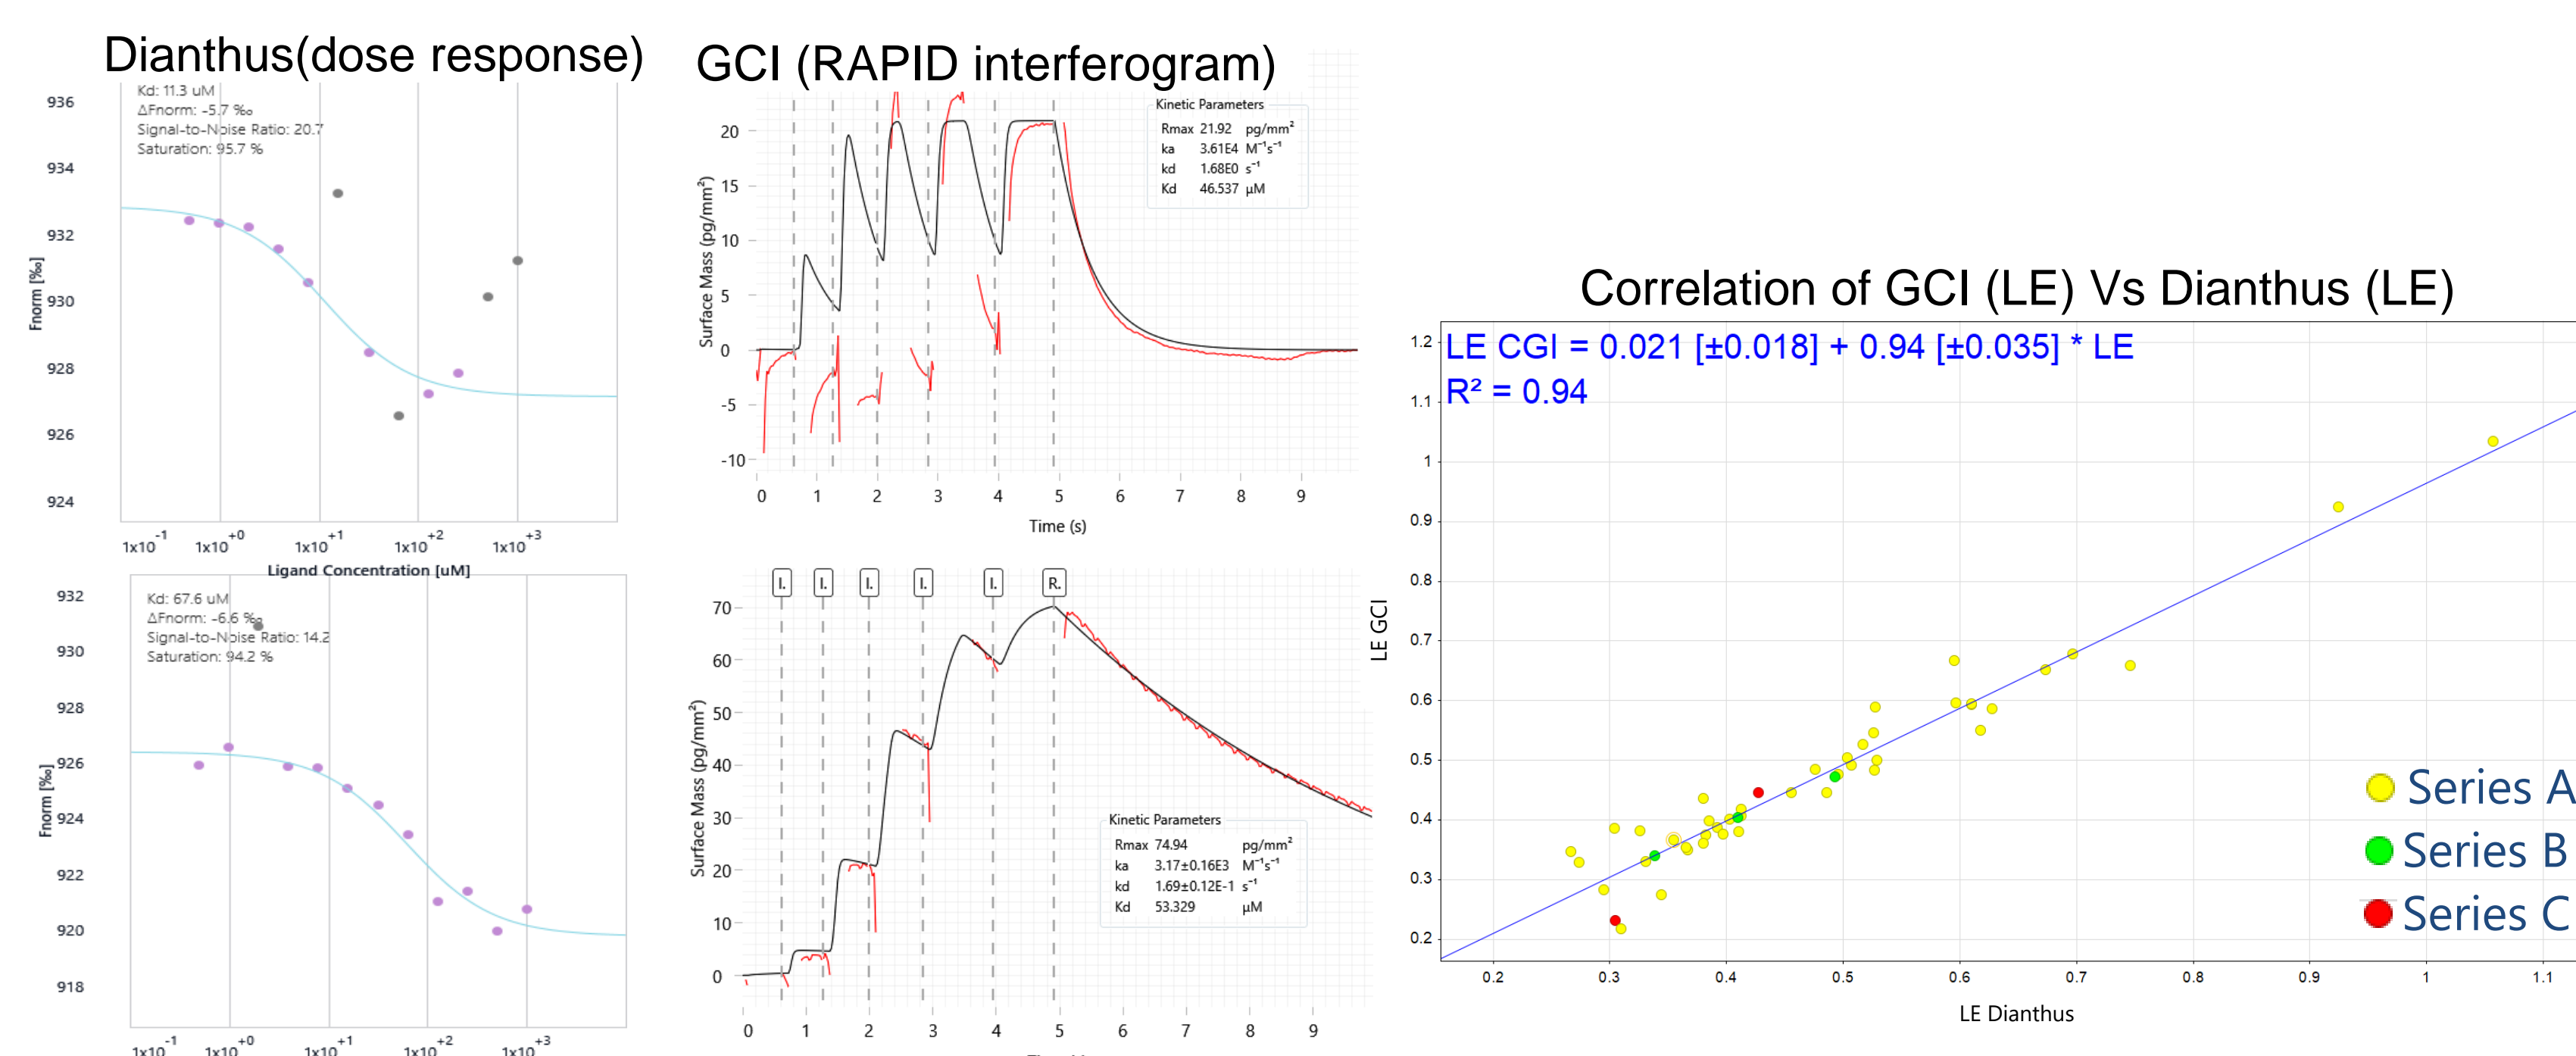 Dianthus(dose response)
Kd: 11.3 uM
ΔFnorm: -5.7 ‰
Signal-to-Noise Ratio: 20.7
Saturation: 95.7 %
936
934
932
930
928
926
924
Fnorm [‰]
1x10⁻¹ 1x10⁺⁰ 1x10⁺¹ 1x10⁺² 1x10⁺³
Ligand Concentration [uM]
Kd: 67.6 uM
ΔFnorm: -6.6 ‰
Signal-to-Noise Ratio: 14.2
Saturation: 94.2 %
932
930
928
926
924
922
920
918
Fnorm [‰]
1x10⁻¹ 1x10⁺⁰ 1x10⁺¹ 1x10⁺² 1x10⁺³
GCI (RAPID interferogram)
Kinetic Parameters
Rmax 21.92 pg/mm²
ka 3.61E4 M⁻¹s⁻¹
kd 1.68E0 s⁻¹
Kd 46.537 μM
20
15
10
5
0
-5
-10
Surface Mass (pg/mm²)
0 1 2 3 4 5 6 7 8 9
Time (s)
I. I. I. I. I. R.
70
60
50
40
30
20
10
0
Surface Mass (pg/mm²)
Kinetic Parameters
Rmax 74.94 pg/mm²
ka 3.17±0.16E3 M⁻¹s⁻¹
kd 1.69±0.12E-1 s⁻¹
Kd 53.329 μM
0 1 2 3 4 5 6 7 8 9
Correlation of GCI (LE) Vs Dianthus (LE)
LE CGI = 0.021 [±0.018] + 0.94 [±0.035] * LE
R² = 0.94
1.2
1.1
1
0.9
0.8
0.7
0.6
0.5
0.4
0.3
0.2
LE GCI
Series A
Series B
Series C
0.2 0.3 0.4 0.5 0.6 0.7 0.8 0.9 1 1.1
LE Dianthus